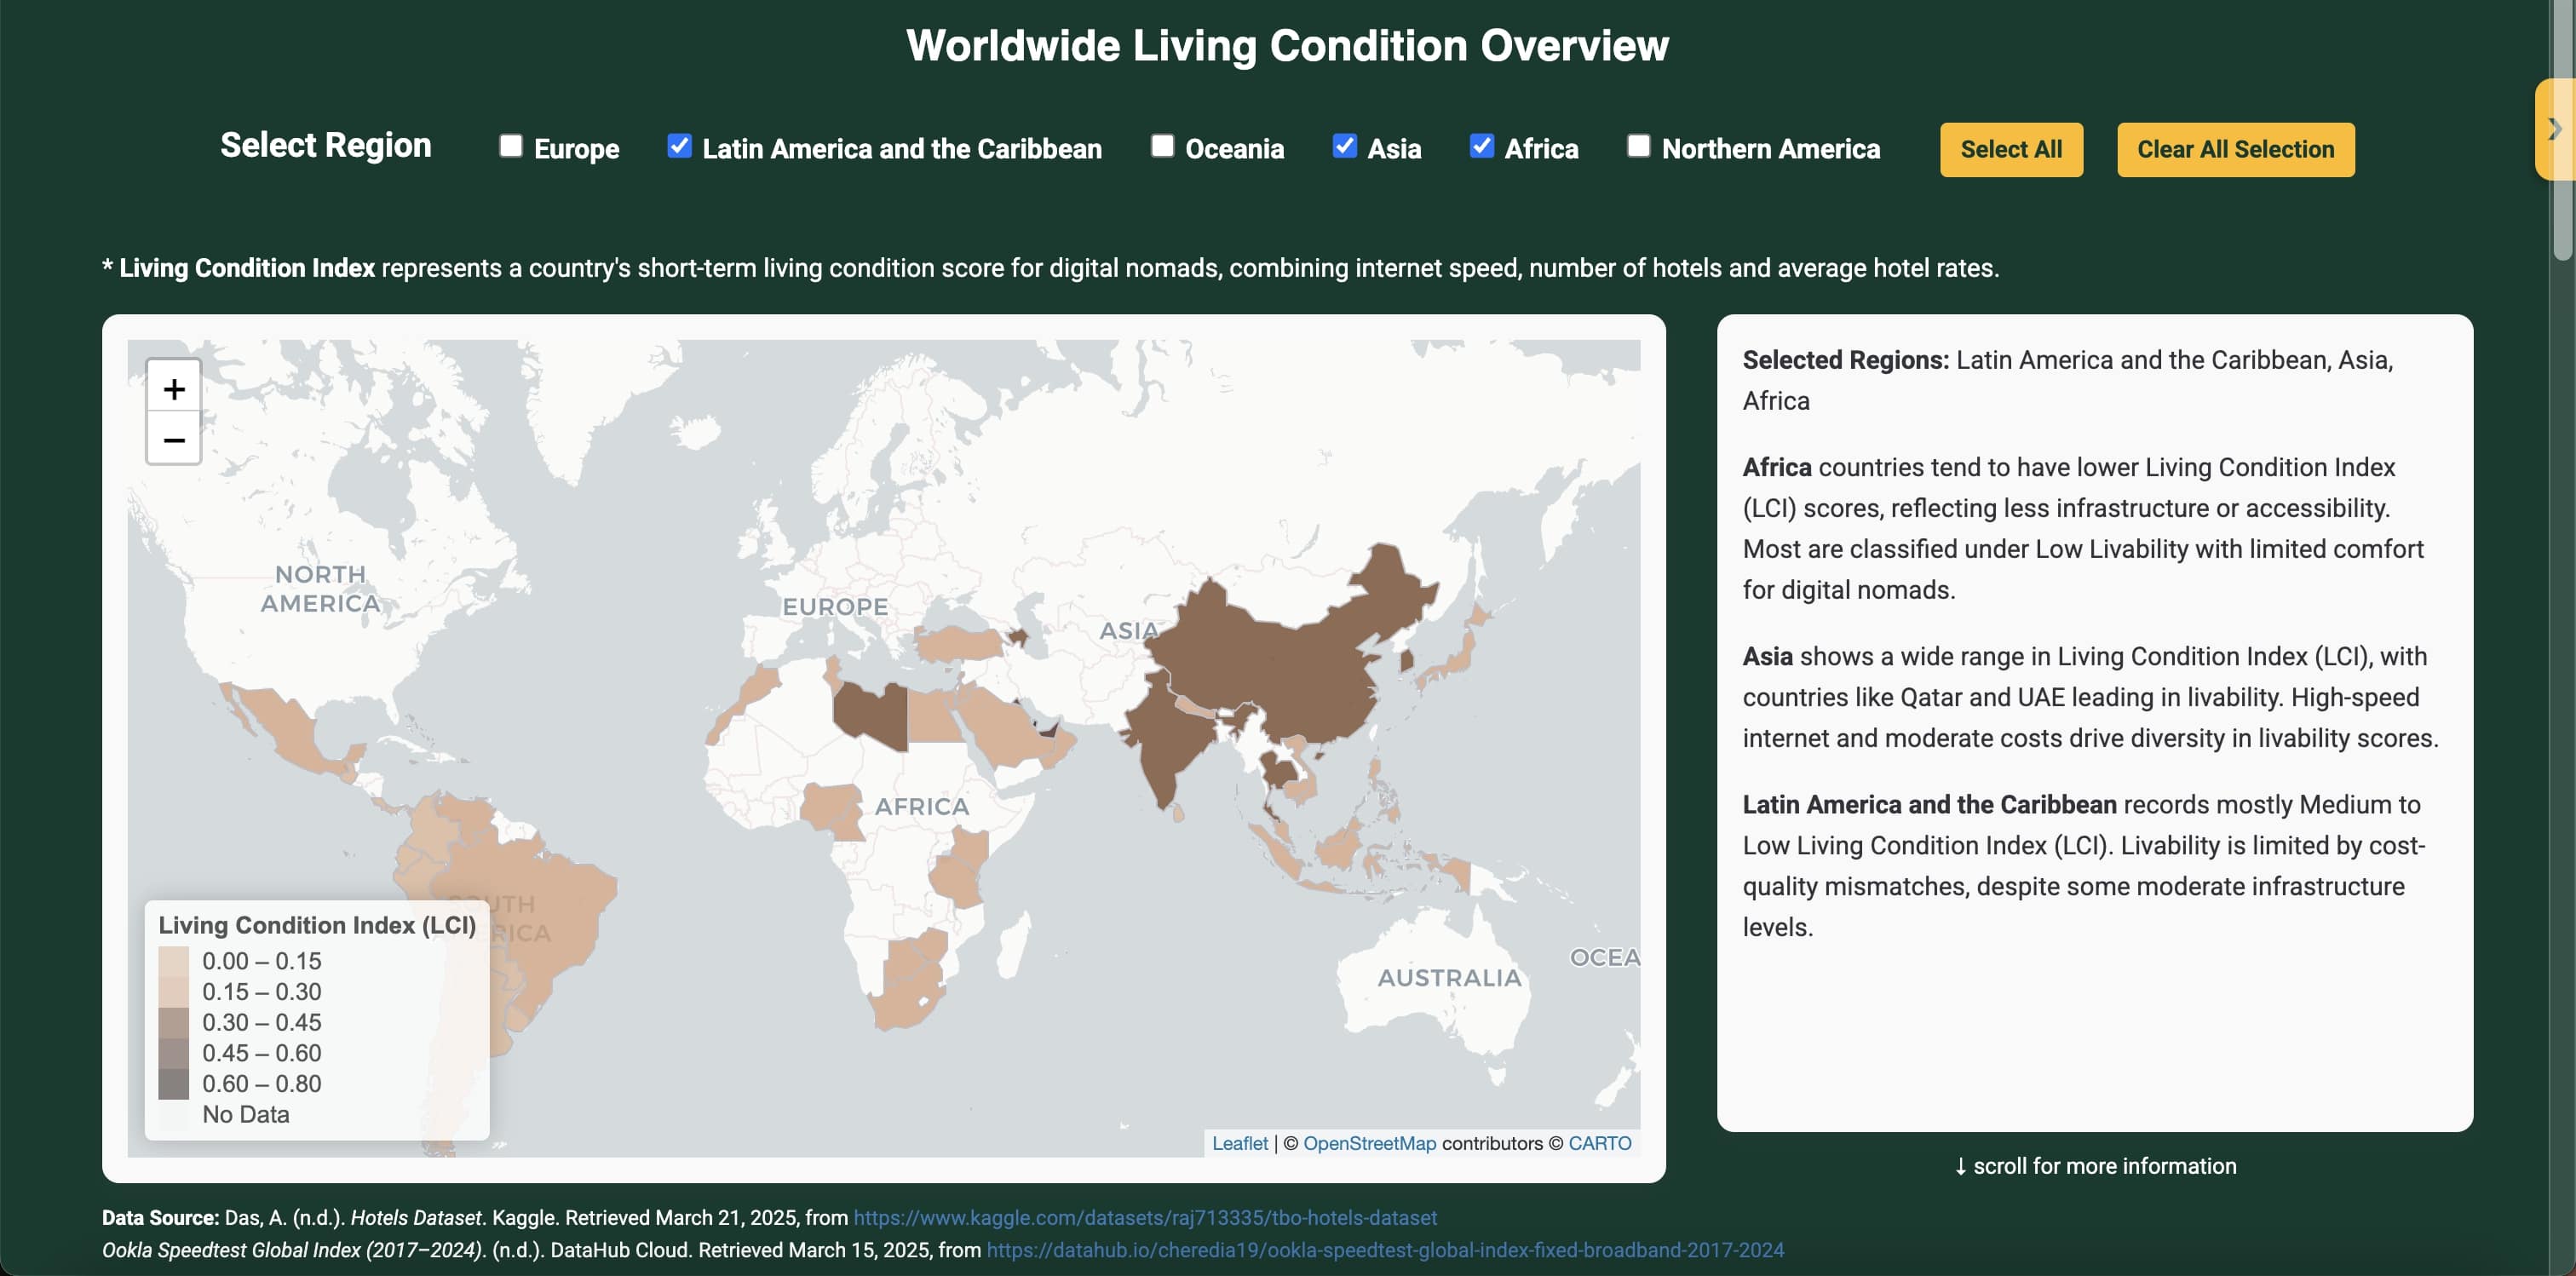 Worldwide Living Condition Overview
Select Region
Europe
Latin America and the Caribbean
Oceania
Asia
Africa
Northern America
Select All
Clear All Selection
* Living Condition Index represents a country's short-term living condition score for digital nomads, combining internet speed, number of hotels and average hotel rates.
+
−
NORTH
AMERICA
EUROPE
ASIA
AFRICA
SOUTH
AMERICA
AUSTRALIA
OCEA
Living Condition Index (LCI)
0.00 – 0.15
0.15 – 0.30
0.30 – 0.45
0.45 – 0.60
0.60 – 0.80
No Data
Leaflet | © OpenStreetMap contributors © CARTO
Selected Regions: Latin America and the Caribbean, Asia,
Africa
Africa countries tend to have lower Living Condition Index
(LCI) scores, reflecting less infrastructure or accessibility.
Most are classified under Low Livability with limited comfort
for digital nomads.
Asia shows a wide range in Living Condition Index (LCI), with
countries like Qatar and UAE leading in livability. High-speed
internet and moderate costs drive diversity in livability scores.
Latin America and the Caribbean records mostly Medium to
Low Living Condition Index (LCI). Livability is limited by cost-
quality mismatches, despite some moderate infrastructure
levels.
↓ scroll for more information
Data Source: Das, A. (n.d.). Hotels Dataset. Kaggle. Retrieved March 21, 2025, from https://www.kaggle.com/datasets/raj713335/tbo-hotels-dataset
Ookla Speedtest Global Index (2017–2024). (n.d.). DataHub Cloud. Retrieved March 15, 2025, from https://datahub.io/cheredia19/ookla-speedtest-global-index-fixed-broadband-2017-2024